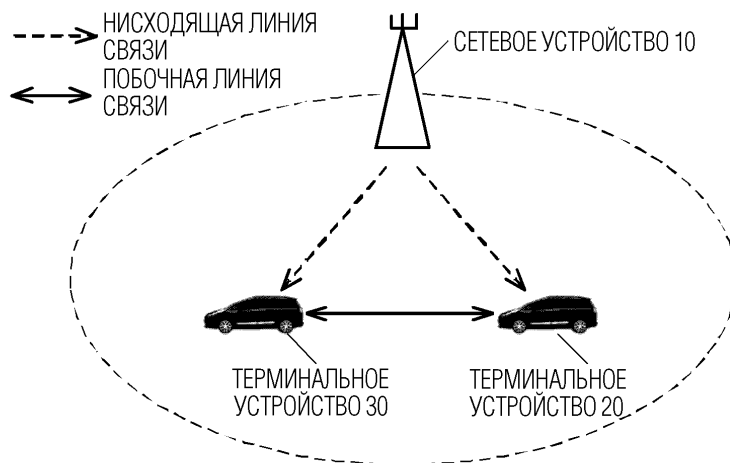 НИСХОДЯЩАЯ ЛИНИЯ
СВЯЗИ
ПОБОЧНАЯ ЛИНИЯ
СВЯЗИ
СЕТЕВОЕ УСТРОЙСТВО 10
ТЕРМИНАЛЬНОЕ
УСТРОЙСТВО 30
ТЕРМИНАЛЬНОЕ
УСТРОЙСТВО 20